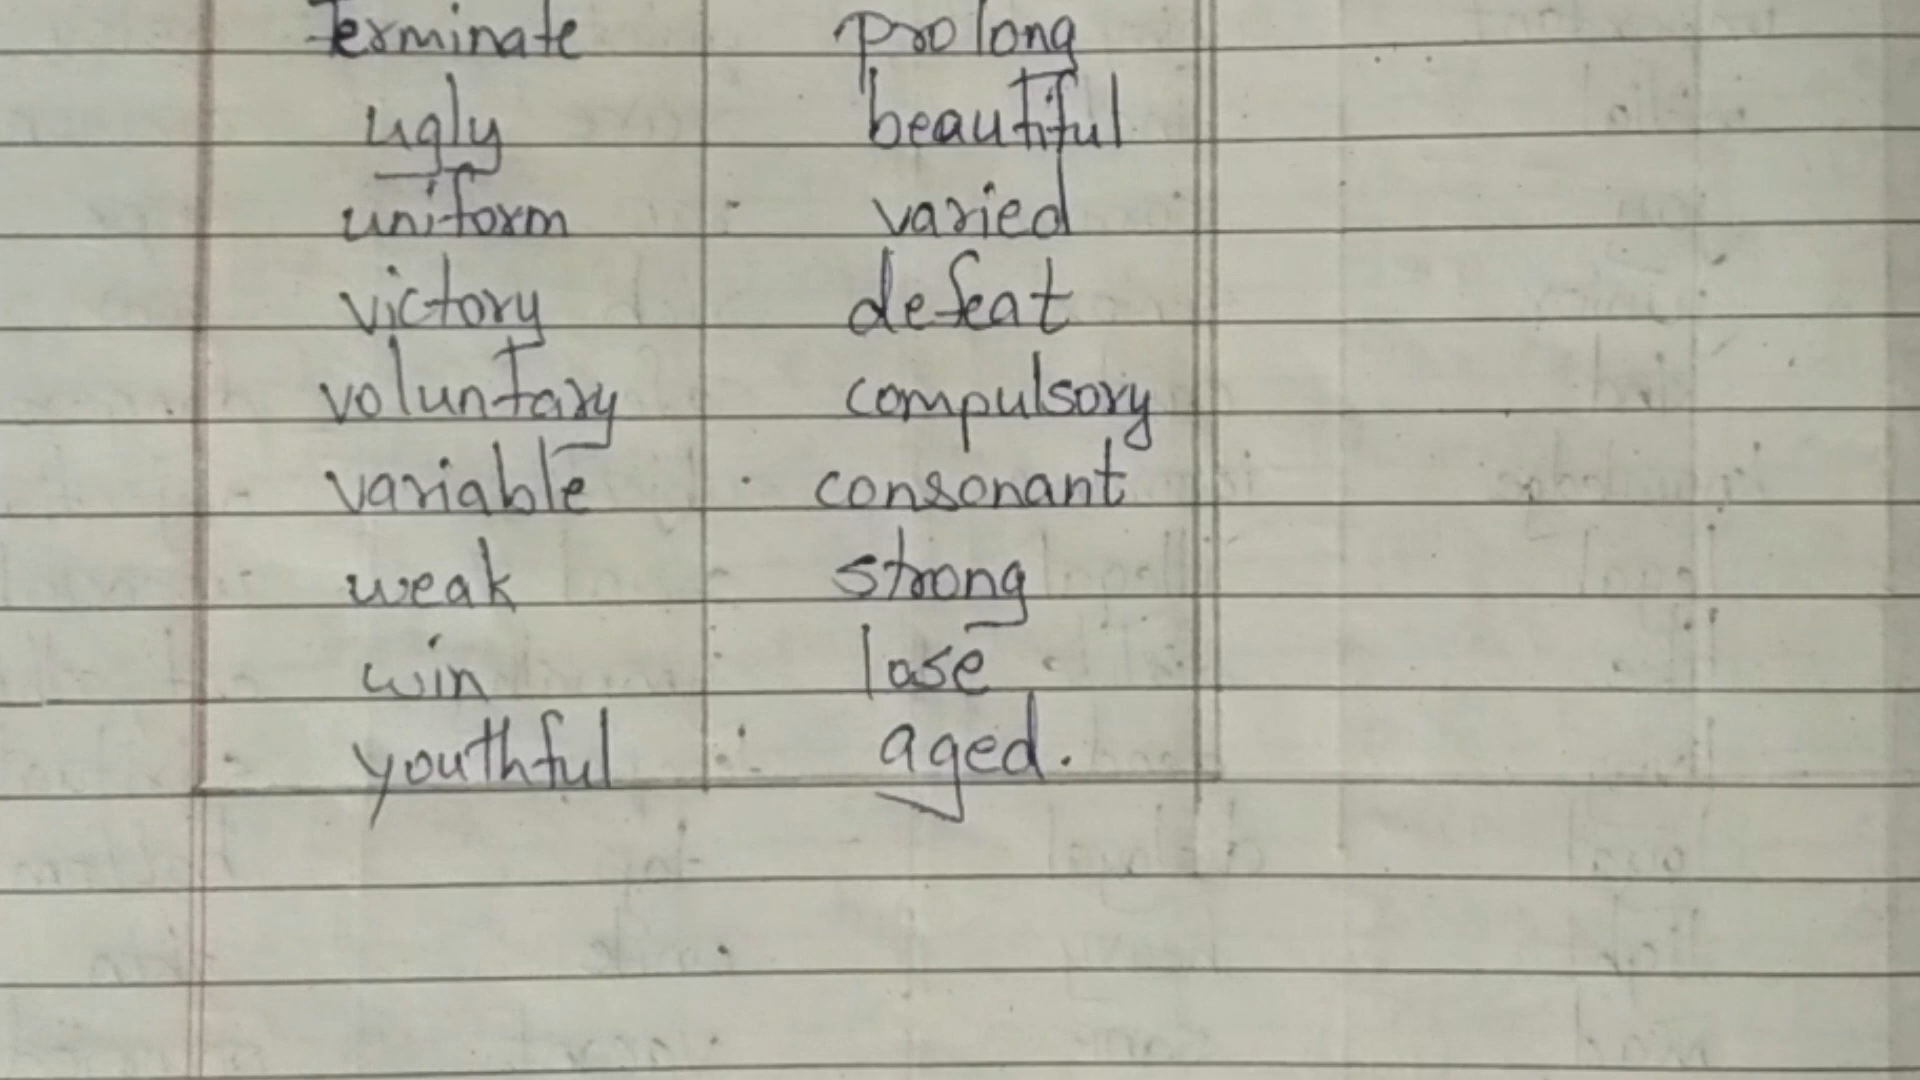 Terminate prolong
ugly beautiful
uniform varied
victory defeat
voluntary compulsory
variable consonant
weak strong
win lose
youthful aged.